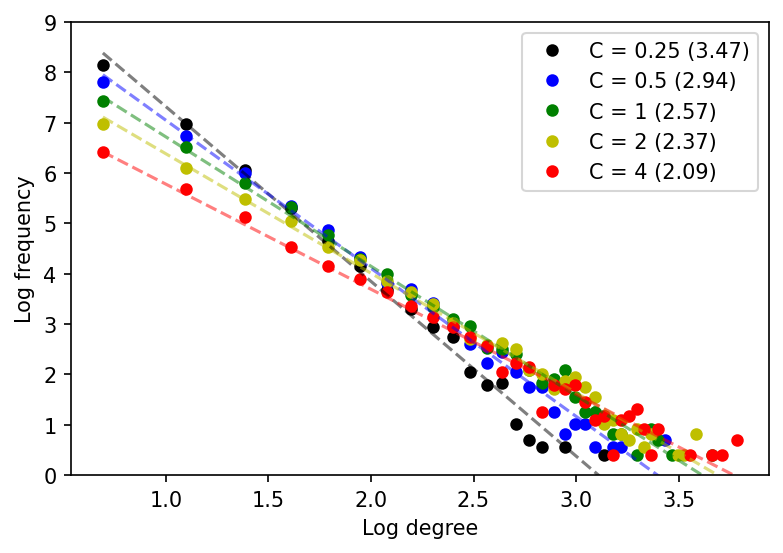 9
8
7
6
5
4
3
2
1
0
Log frequency
C = 0.25 (3.47)
C = 0.5 (2.94)
C = 1 (2.57)
C = 2 (2.37)
C = 4 (2.09)
1.0 1.5 2.0 2.5 3.0 3.5
Log degree